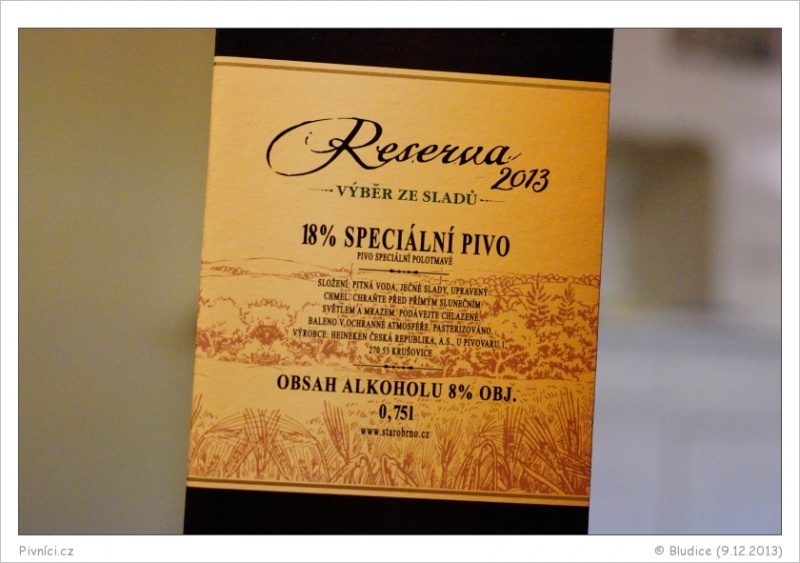 Reserva
2013
VÝBĚR ZE SLADŮ
18% SPECIÁLNÍ PIVO
PIVO SPECIÁLNÍ POLOTMAVÉ
SLOŽENÍ: PITNÁ VODA, JEČNÉ SLADY, UPRAVENÝ
CHMEL. CHRAŇTE PŘED PŘÍMÝM SLUNEČNÍM
SVĚTLEM A MRAZEM. PODÁVEJTE CHLAZENÉ.
BALENO V OCHRANNÉ ATMOSFÉŘE. PASTERIZOVÁNO.
VÝROBCE: HEINEKEN ČESKÁ REPUBLIKA, A.S., U PIVOVARU 1,
270 53 KRUŠOVICE
OBSAH ALKOHOLU 8% OBJ.
0,75l
www.starobrno.cz
Pivníci.cz
© Bludice (9.12.2013)